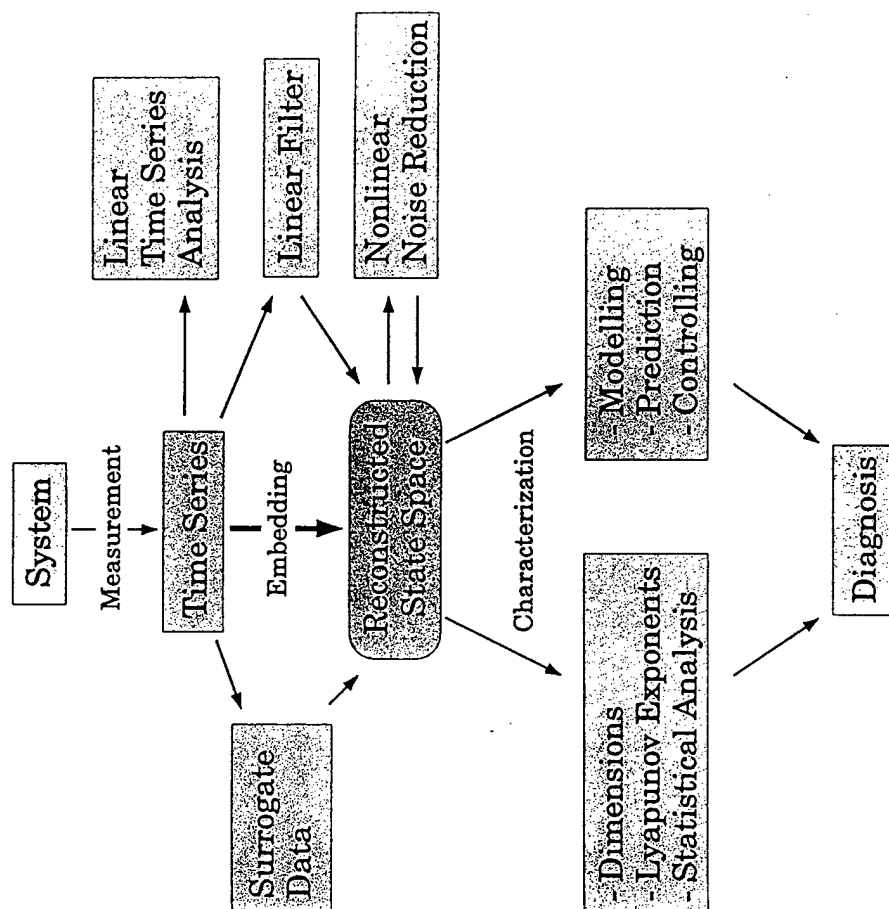 System
Measurement
Time Series
Linear
Time Series
Analysis
Linear Filter
Embedding
Surrogate
Data
Reconstructed
State Space
Nonlinear
Noise Reduction
Characterization
- Dimensions
- Lyapunov Exponents
- Statistical Analysis
- Modelling
- Prediction
- Controlling
Diagnosis